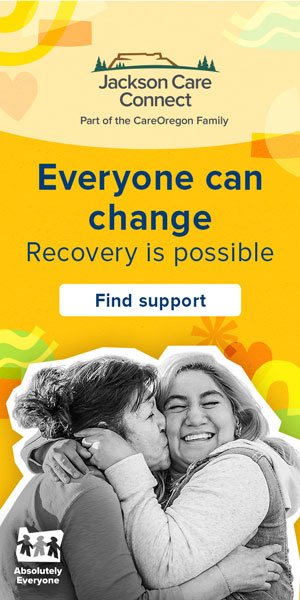 Jackson Care
Connect
Part of the CareOregon Family
Everyone can
change
Recovery is possible
Find support
Absolutely
Everyone